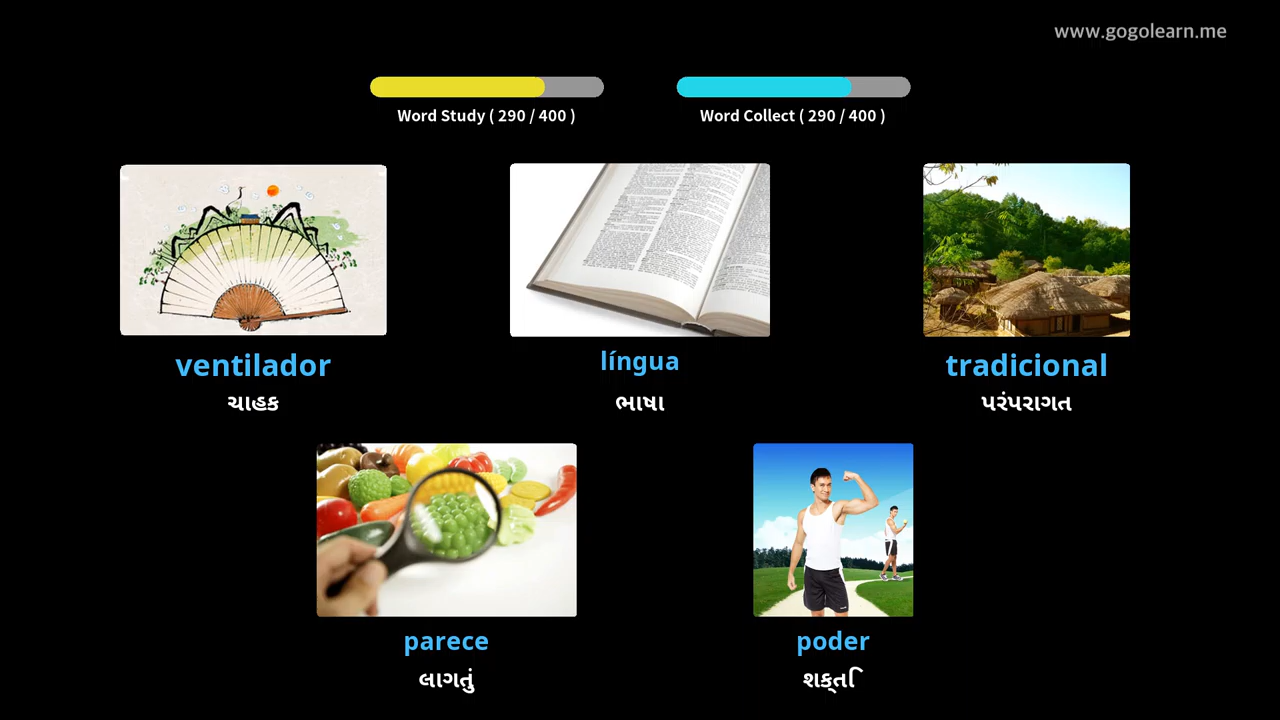 www.gogolearn.me
Word Study ( 290 / 400 )
Word Collect ( 290 / 400 )
ventilador
ચાહક
língua
ભાષા
tradicional
પરંપરાગત
parece
લાગતું
poder
શક્તિ